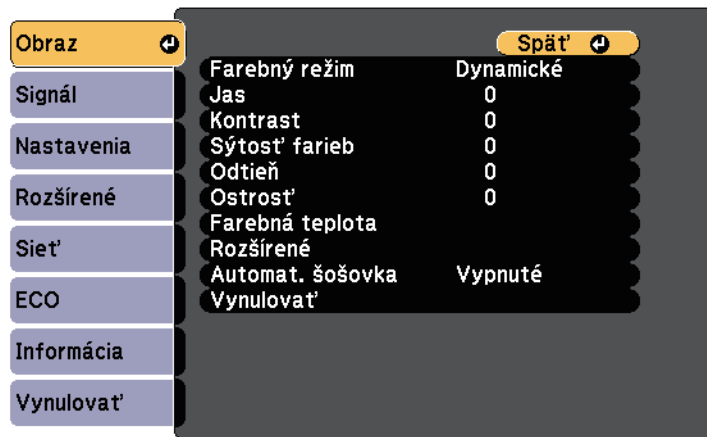 Obraz
Signál
Nastavenia
Rozšírené
Sieť
ECO
Informácia
Vynulovať
Späť
Farebný režim Dynamické
Jas 0
Kontrast 0
Sýtosť farieb 0
Odtieň 0
Ostrosť 0
Farebná teplota
Rozšírené
Automat. šošovka Vypnuté
Vynulovať